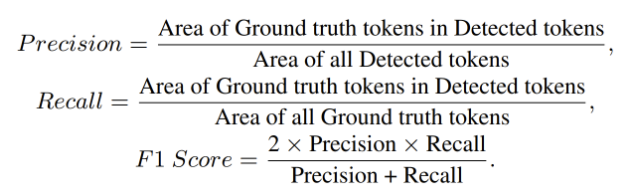 Precision = Area of Ground truth tokens in Detected tokens / Area of all Detected tokens,
Recall = Area of Ground truth tokens in Detected tokens / Area of all Ground truth tokens,
F1 Score = 2 × Precision × Recall / Precision + Recall.